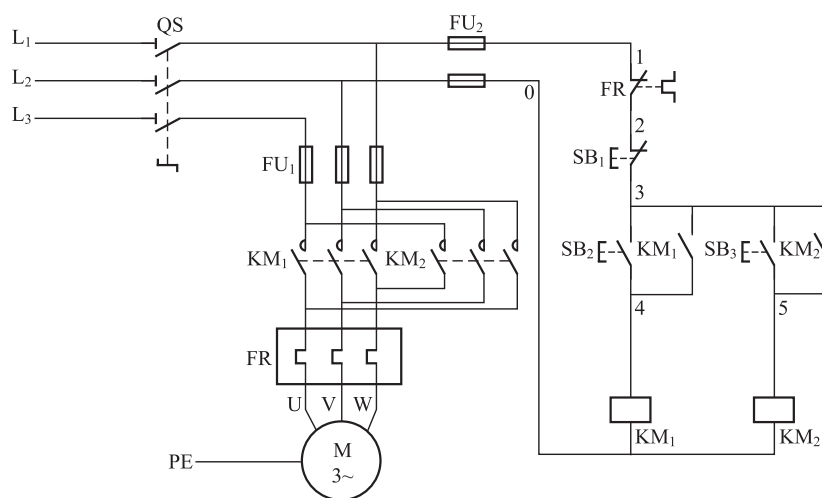 QS
L₁
FU₂
L₂
1
0
FR
L₃
2
FU₁
SB₁
3
KM₁
KM₂
SB₂
KM₁
SB₃
KM₂
4
5
FR
U
V
W
KM₁
KM₂
M
3~
PE